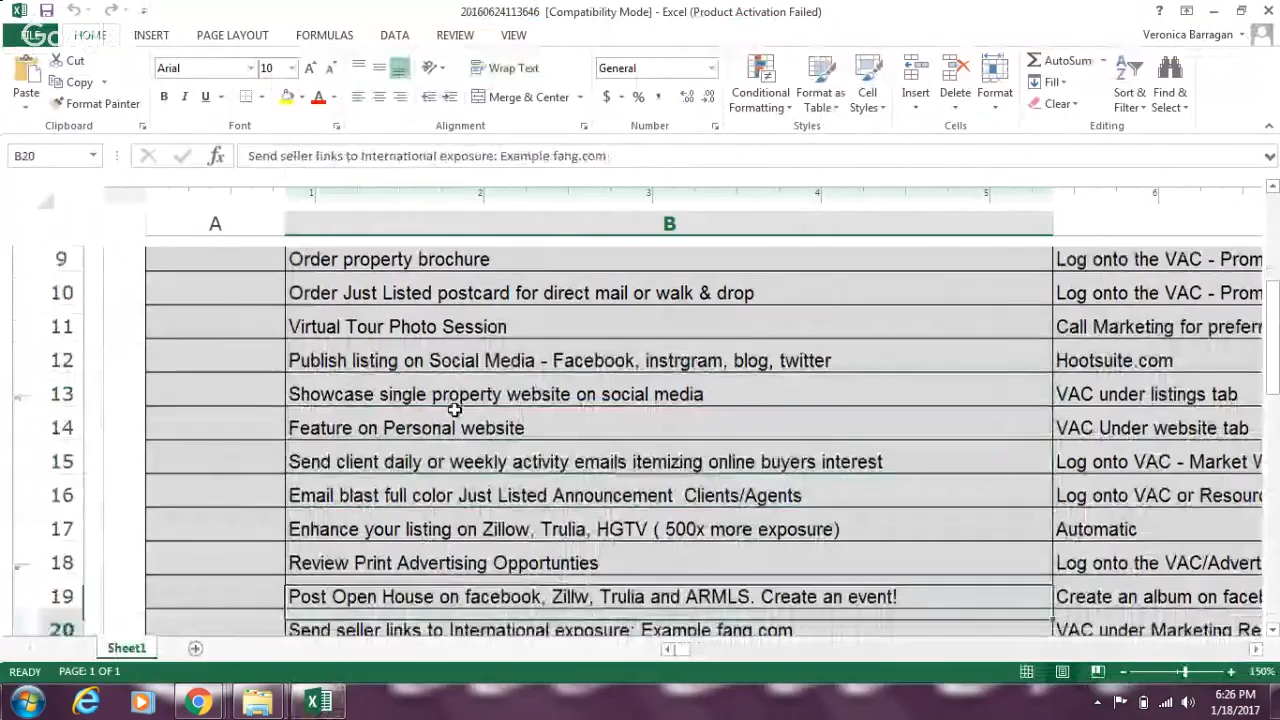 20160624113646 [Compatibility Mode] - Excel (Product Activation Failed)
FILE HOME INSERT PAGE LAYOUT FORMULAS DATA REVIEW VIEW Veronica Barragan
Cut
Copy
Format Painter
Paste
Arial 10
B I U
Wrap Text
Merge & Center
General
$ % ,
Conditional Formatting
Format as Table
Cell Styles
Insert Delete Format
AutoSum
Fill
Clear
Sort & Filter
Find & Select
Clipboard Font Alignment Number Styles Cells Editing
B20 fx Send seller links to International exposure: Example fang.com
1 2 3 4 5 6
A B
9 Order property brochure Log onto the VAC - Prom
10 Order Just Listed postcard for direct mail or walk & drop Log onto the VAC - Prom
11 Virtual Tour Photo Session Call Marketing for prefer
12 Publish listing on Social Media - Facebook, instrgram, blog, twitter Hootsuite.com
13 Showcase single property website on social media VAC under listings tab
14 Feature on Personal website VAC Under website tab
15 Send client daily or weekly activity emails itemizing online buyers interest Log onto VAC - Market W
16 Email blast full color Just Listed Announcement Clients/Agents Log onto VAC or Resourc
17 Enhance your listing on Zillow, Trulia, HGTV ( 500x more exposure) Automatic
18 Review Print Advertising Opportunties Log onto the VAC/Advert
19 Post Open House on facebook, Zillw, Trulia and ARMLS. Create an event! Create an album on faceb
20 Send seller links to International exposure: Example fang.com VAC under Marketing Re
Sheet1
READY PAGE: 1 OF 1 150%
6:26 PM
1/18/2017